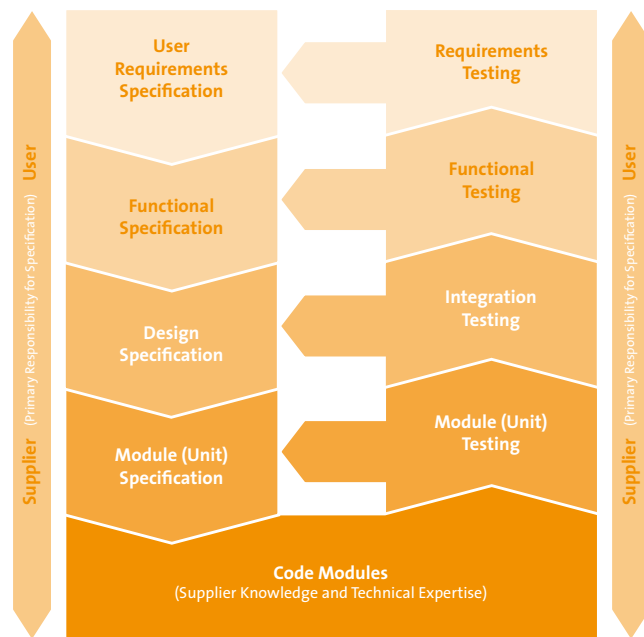 User
Requirements
Specification
Requirements
Testing
Functional
Specification
Functional
Testing
Design
Specification
Integration
Testing
Module (Unit)
Specification
Module (Unit)
Testing
Code Modules
(Supplier Knowledge and Technical Expertise)
Supplier (Primary Responsibility for Specification) User
Supplier (Primary Responsibility for Specification) User